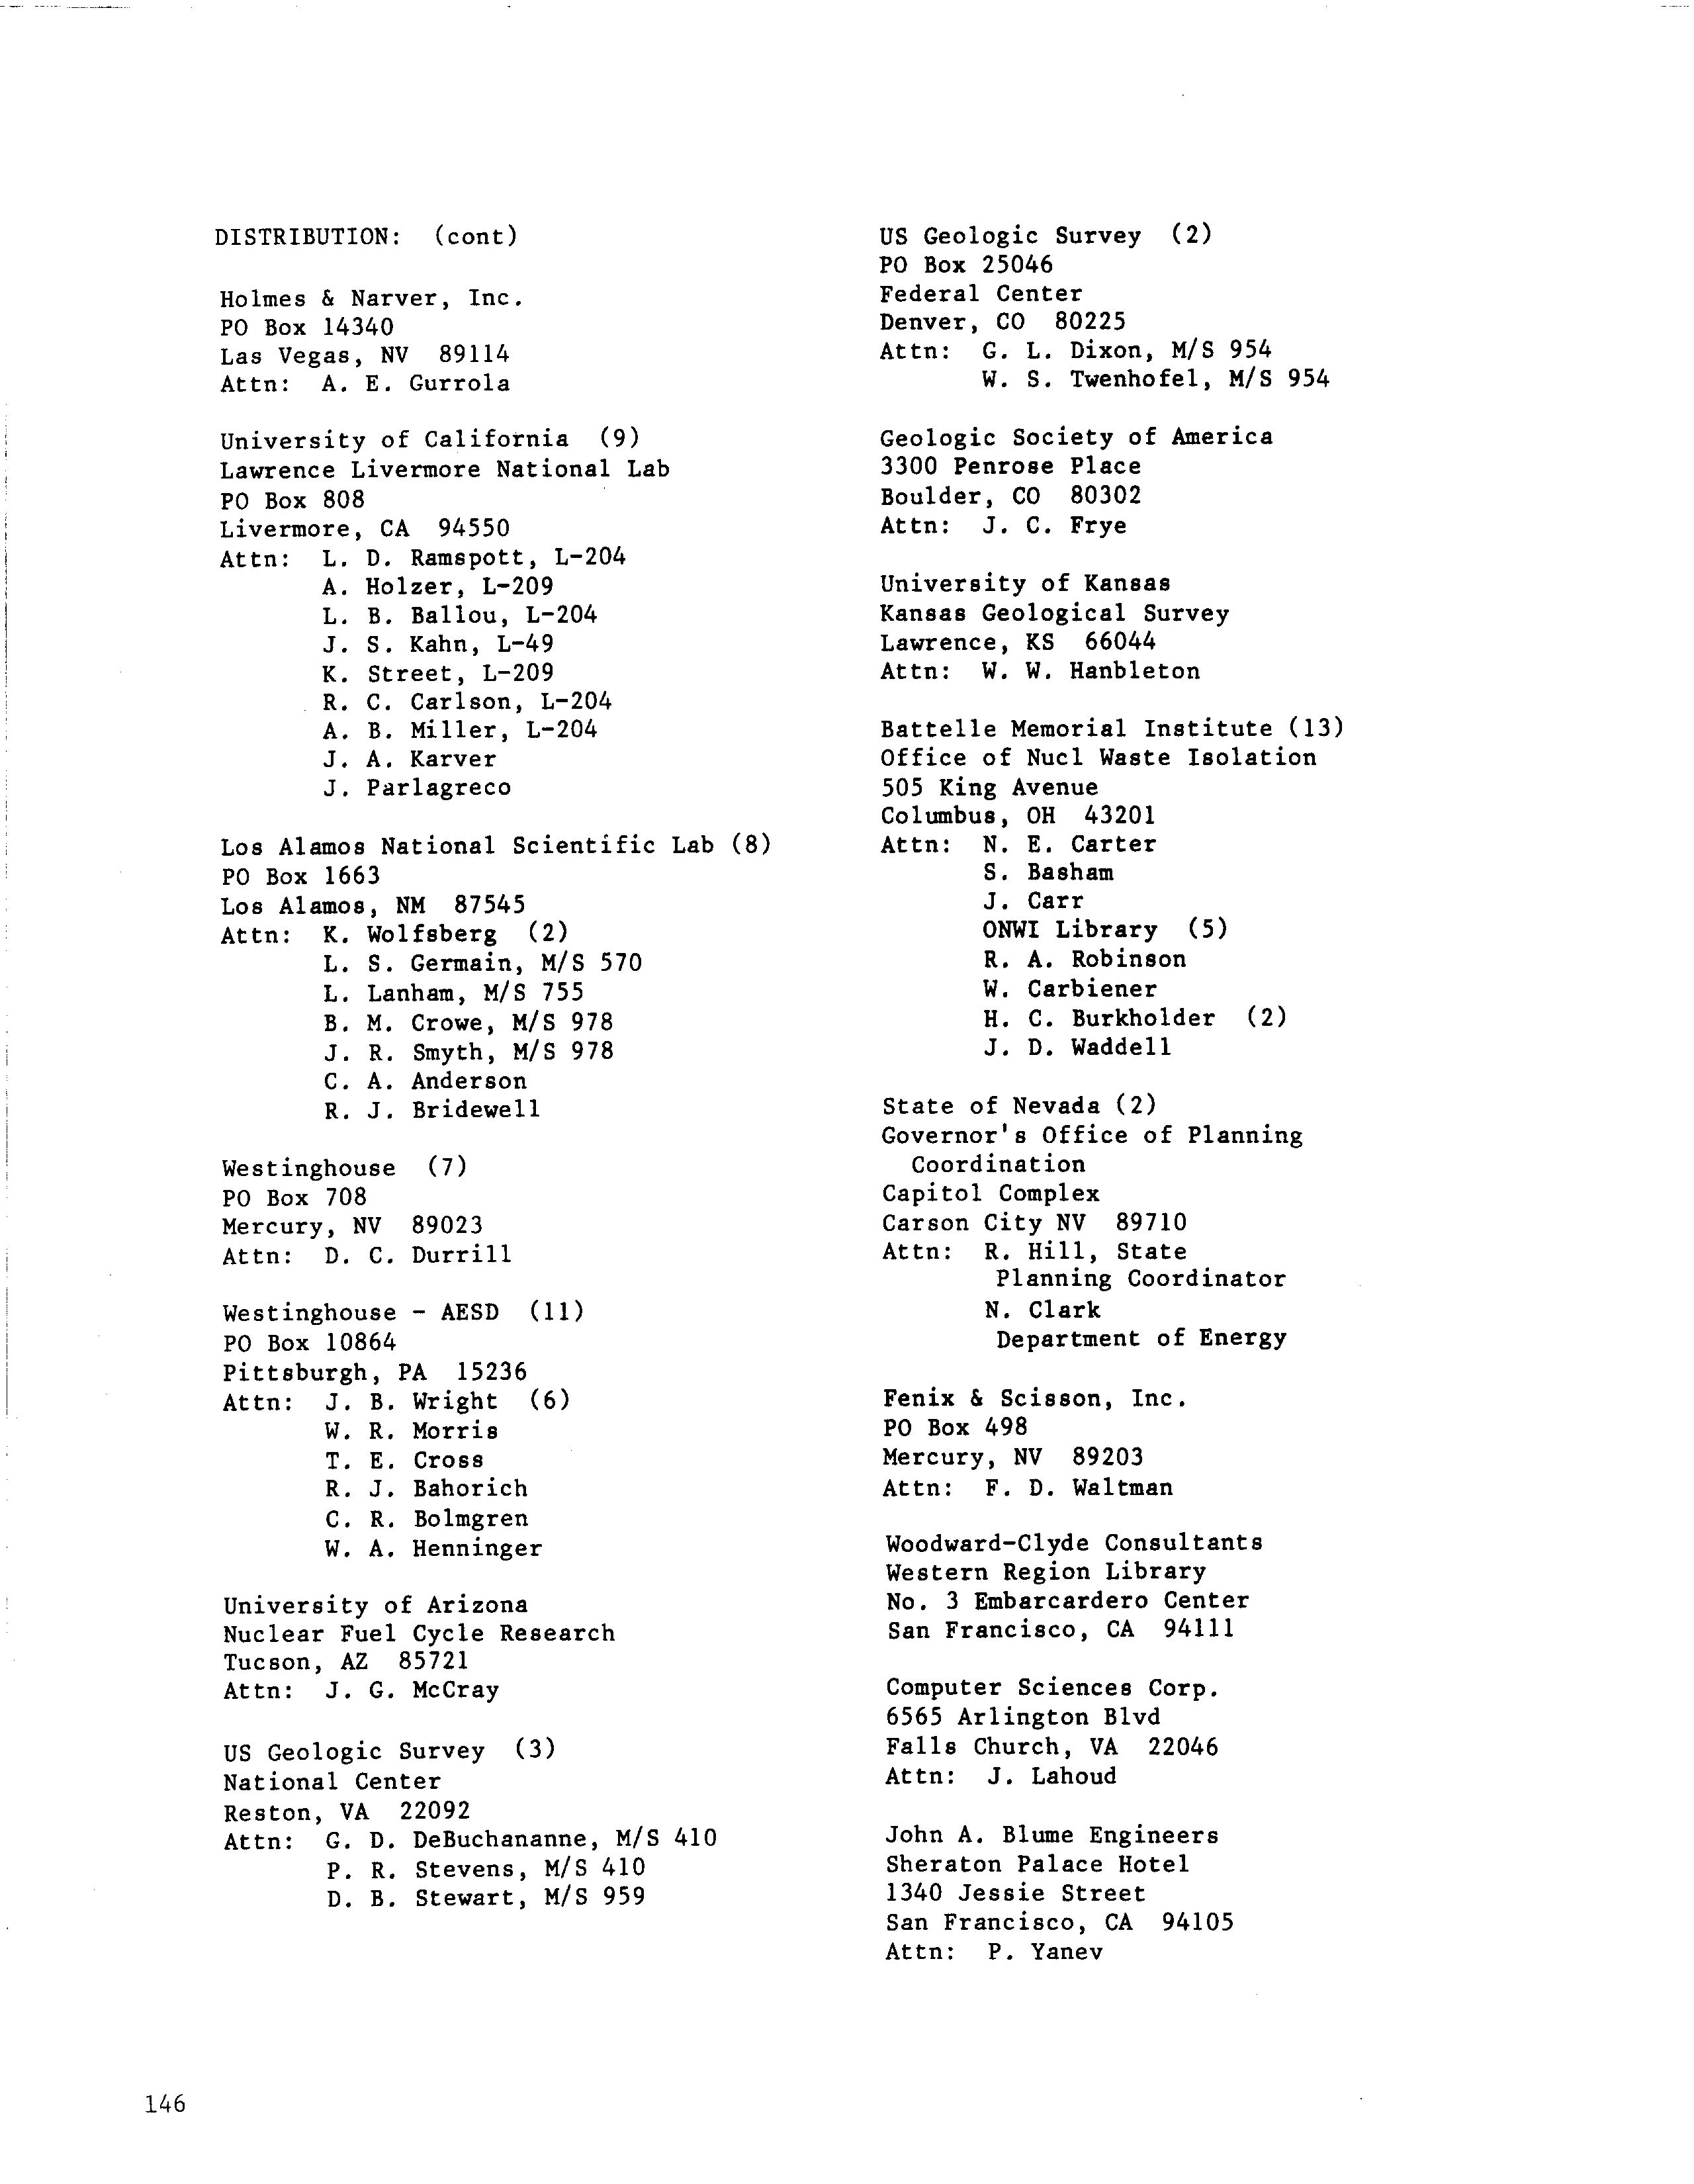 DISTRIBUTION: (cont)
Holmes & Narver, Inc.
PO Box 14340
Las Vegas, NV 89114
Attn: A. E. Gurrola
University of California (9)
Lawrence Livermore National Lab
PO Box 808
Livermore, CA 94550
Attn: L. D. Ramspott, L-204
A. Holzer, L-209
L. B. Ballou, L-204
J. S. Kahn, L-49
K. Street, L-209
R. C. Carlson, L-204
A. B. Miller, L-204
J. A. Karver
J. Parlagreco
Los Alamos National Scientific Lab (8)
PO Box 1663
Los Alamos, NM 87545
Attn: K. Wolfsberg (2)
L. S. Germain, M/S 570
L. Lanham, M/S 755
B. M. Crowe, M/S 978
J. R. Smyth, M/S 978
C. A. Anderson
R. J. Bridewell
Westinghouse (7)
PO Box 708
Mercury, NV 89023
Attn: D. C. Durrill
Westinghouse - AESD (11)
PO Box 10864
Pittsburgh, PA 15236
Attn: J. B. Wright (6)
W. R. Morris
T. E. Cross
R. J. Bahorich
C. R. Bolmgren
W. A. Henninger
University of Arizona
Nuclear Fuel Cycle Research
Tucson, AZ 85721
Attn: J. G. McCray
US Geologic Survey (3)
National Center
Reston, VA 22092
Attn: G. D. DeBuchananne, M/S 410
P. R. Stevens, M/S 410
D. B. Stewart, M/S 959
US Geologic Survey (2)
PO Box 25046
Federal Center
Denver, CO 80225
Attn: G. L. Dixon, M/S 954
W. S. Twenhofel, M/S 954
Geologic Society of America
3300 Penrose Place
Boulder, CO 80302
Attn: J. C. Frye
University of Kansas
Kansas Geological Survey
Lawrence, KS 66044
Attn: W. W. Hanbleton
Battelle Memorial Institute (13)
Office of Nucl Waste Isolation
505 King Avenue
Columbus, OH 43201
Attn: N. E. Carter
S. Basham
J. Carr
ONWI Library (5)
R. A. Robinson
W. Carbiener
H. C. Burkholder (2)
J. D. Waddell
State of Nevada (2)
Governor's Office of Planning
Coordination
Capitol Complex
Carson City NV 89710
Attn: R. Hill, State
Planning Coordinator
N. Clark
Department of Energy
Fenix & Scisson, Inc.
PO Box 498
Mercury, NV 89203
Attn: F. D. Waltman
Woodward-Clyde Consultants
Western Region Library
No. 3 Embarcardero Center
San Francisco, CA 94111
Computer Sciences Corp.
6565 Arlington Blvd
Falls Church, VA 22046
Attn: J. Lahoud
John A. Blume Engineers
Sheraton Palace Hotel
1340 Jessie Street
San Francisco, CA 94105
Attn: P. Yanev
146